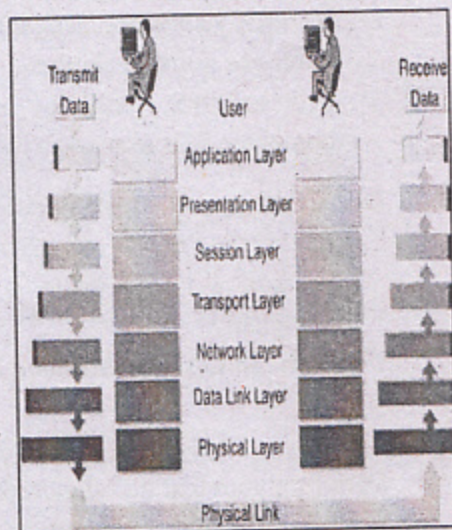 Transmit
Data
User
Receive
Data
Application Layer
Presentation Layer
Session Layer
Transport Layer
Network Layer
Data Link Layer
Physical Layer
Physical Link